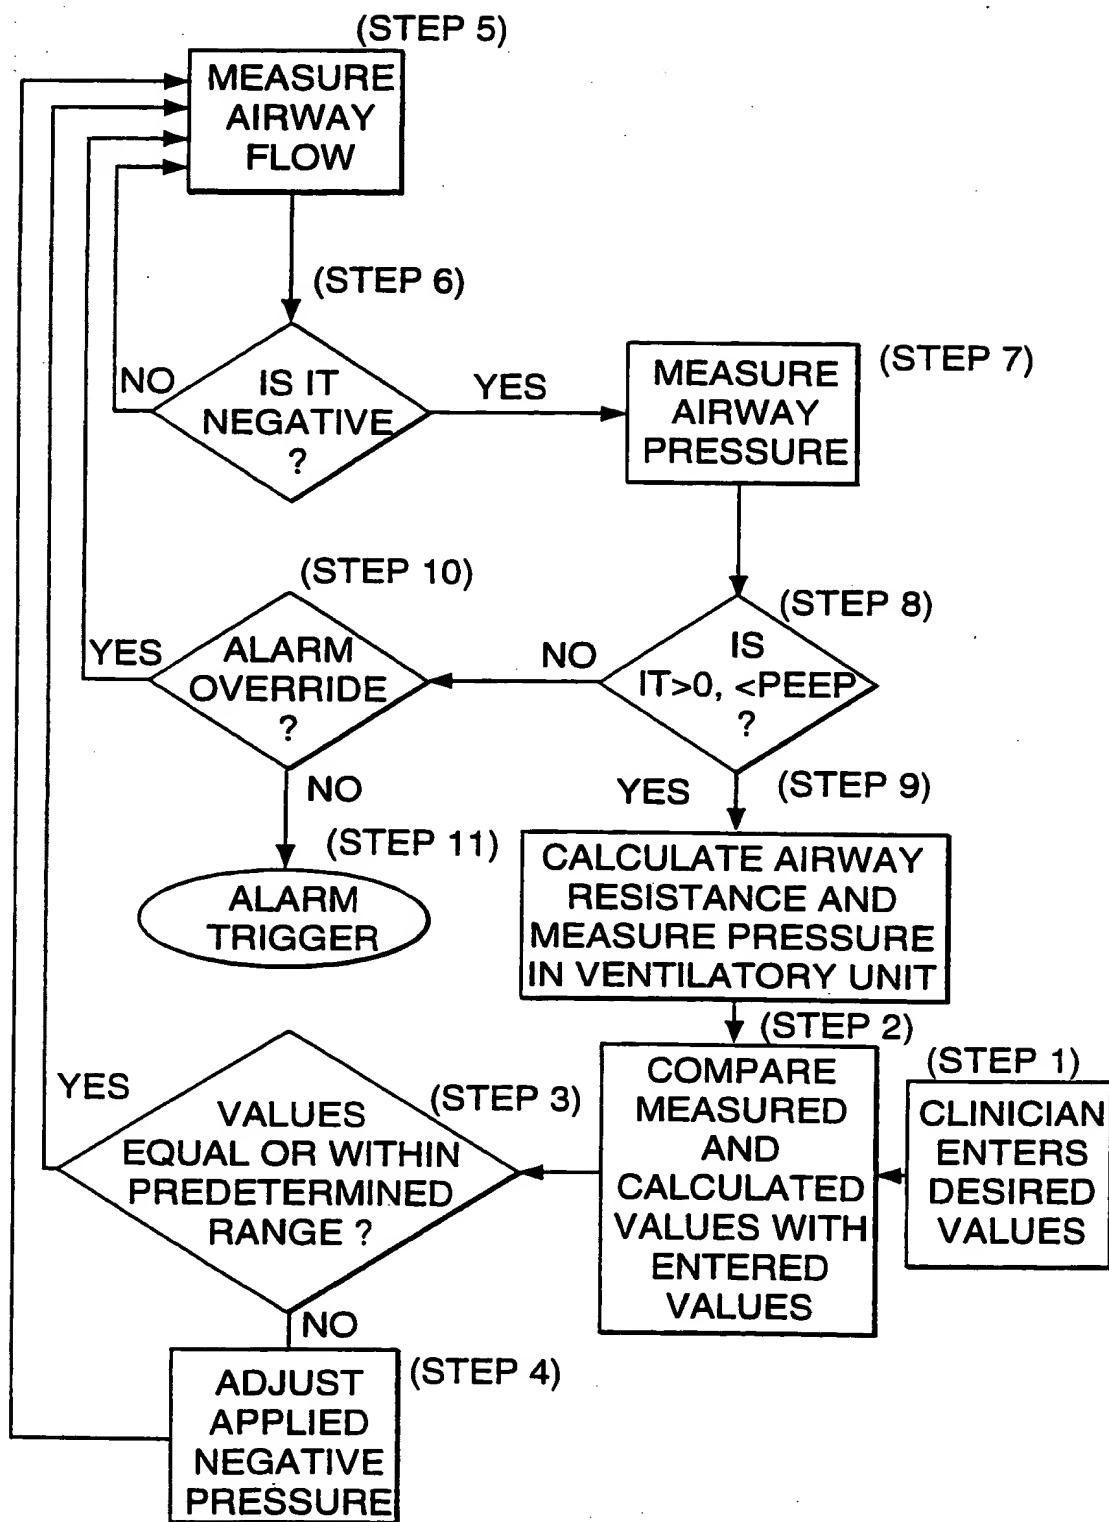 (STEP 5)
MEASURE
AIRWAY
FLOW
(STEP 6)
NO
IS IT
NEGATIVE
?
YES
MEASURE
AIRWAY
PRESSURE
(STEP 7)
(STEP 10)
YES
ALARM
OVERRIDE
?
NO
(STEP 8)
IS
IT>0, <PEEP
?
NO
(STEP 11)
ALARM
TRIGGER
YES
(STEP 9)
CALCULATE AIRWAY
RESISTANCE AND
MEASURE PRESSURE
IN VENTILATORY UNIT
(STEP 2)
COMPARE
MEASURED
AND
CALCULATED
VALUES WITH
ENTERED
VALUES
(STEP 1)
CLINICIAN
ENTERS
DESIRED
VALUES
YES
(STEP 3)
VALUES
EQUAL OR WITHIN
PREDETERMINED
RANGE ?
NO
(STEP 4)
ADJUST
APPLIED
NEGATIVE
PRESSURE